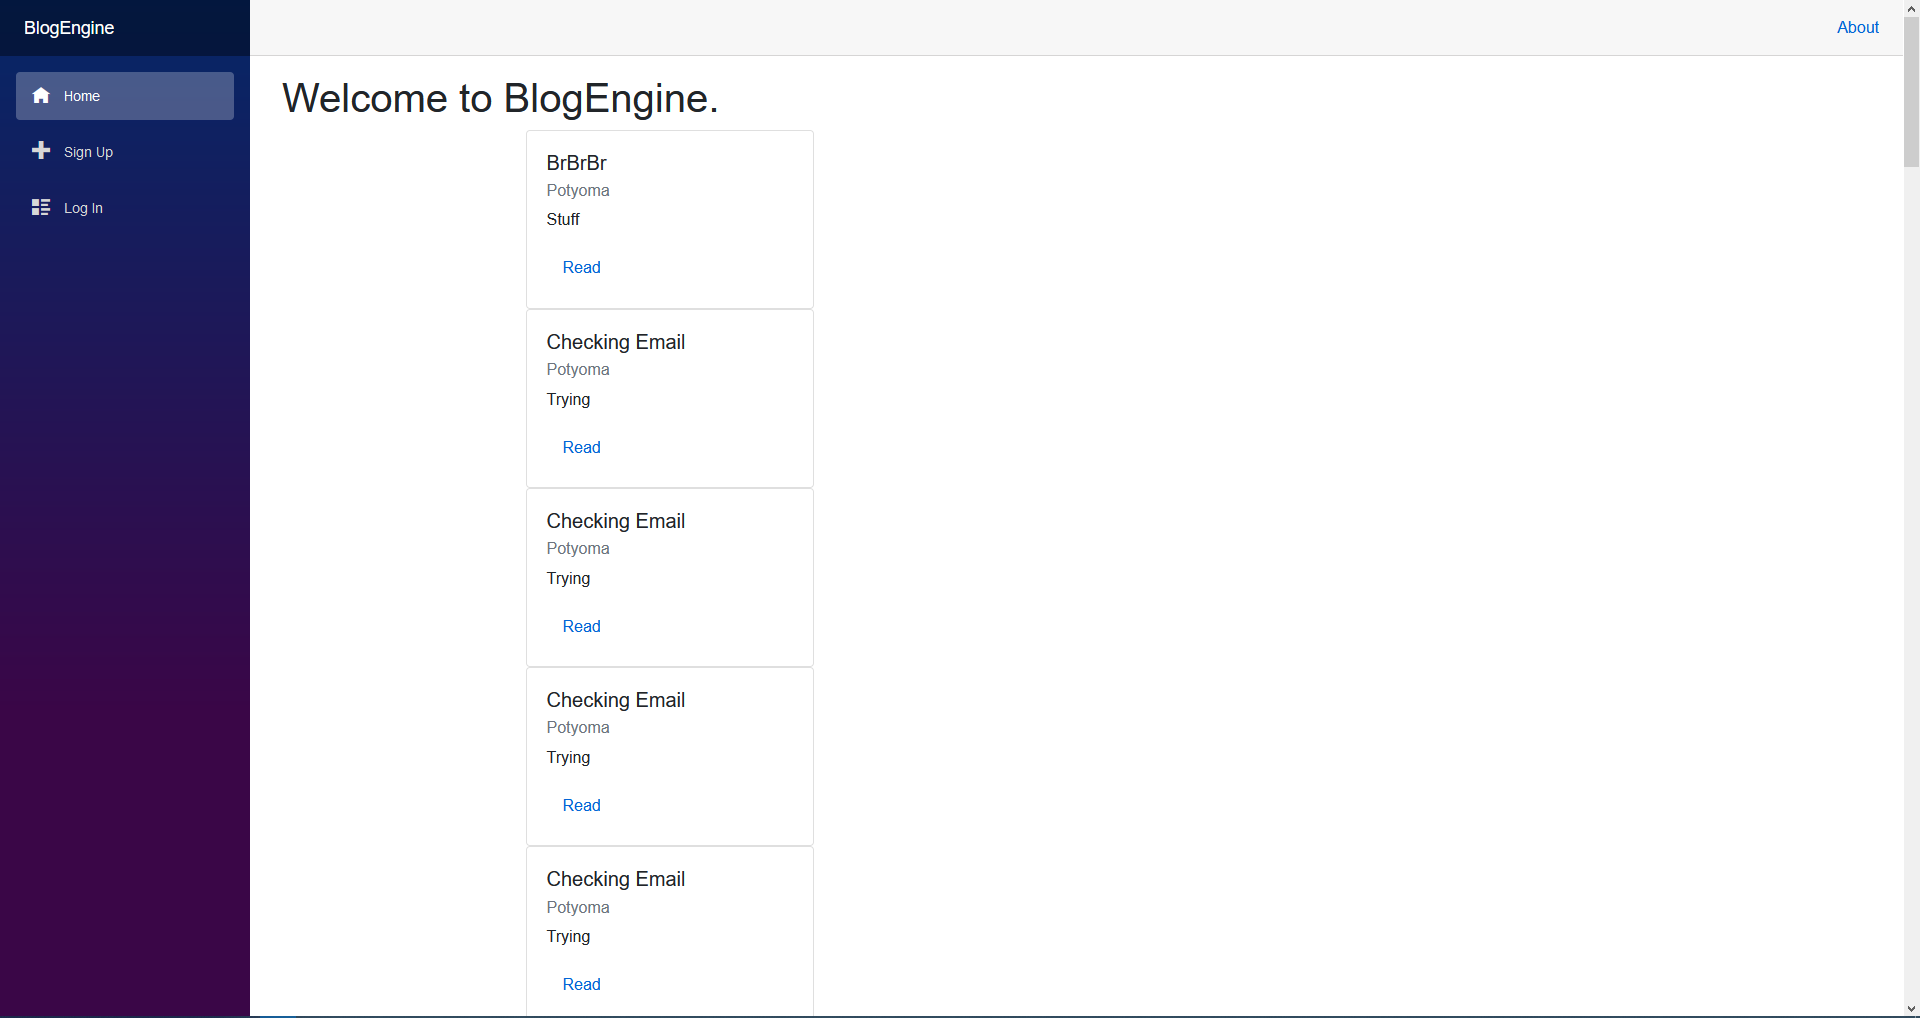 BlogEngine
About
Home
Sign Up
Log In
Welcome to BlogEngine.
BrBrBr
Potyoma
Stuff
Read
Checking Email
Potyoma
Trying
Read
Checking Email
Potyoma
Trying
Read
Checking Email
Potyoma
Trying
Read
Checking Email
Potyoma
Trying
Read